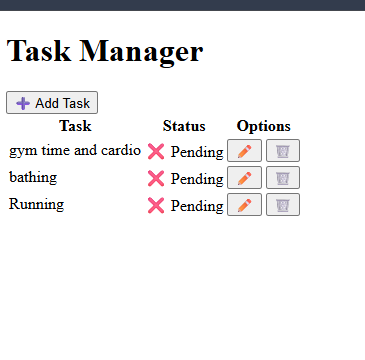 Task Manager
➕ Add Task
Task Status Options
gym time and cardio ❌ Pending
bathing ❌ Pending
Running ❌ Pending